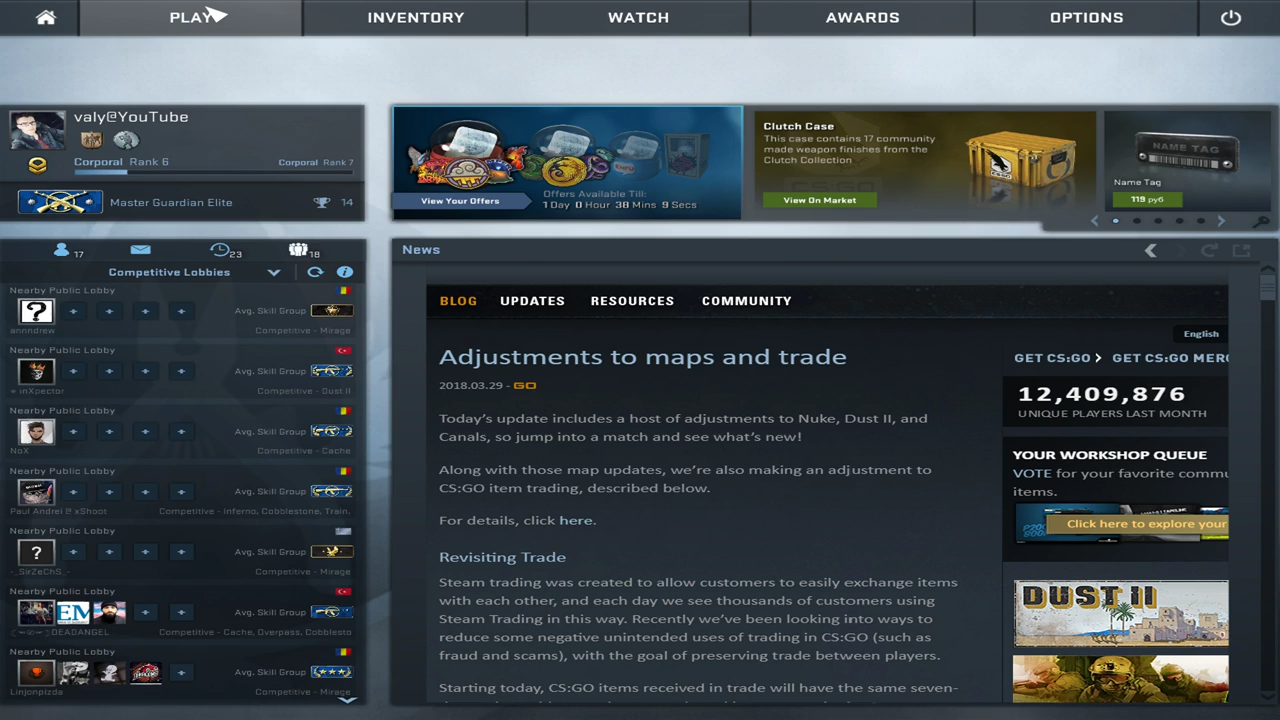 PLAY
INVENTORY
WATCH
AWARDS
OPTIONS
valy@YouTube
Corporal Rank 6
Corporal Rank 7
Master Guardian Elite
14
View Your Offers
Offers Available Till:
1 Day 0 Hour 38 Mins 9 Secs
Clutch Case
This case contains 17 community
made weapon finishes from the
Clutch Collection
View On Market
NAME TAG
Name Tag
119 руб
17
23
18
Competitive Lobbies
Nearby Public Lobby
Avg. Skill Group
annndrew
Competitive - Mirage
Nearby Public Lobby
Avg. Skill Group
inXpector
Competitive - Dust II
Nearby Public Lobby
Avg. Skill Group
NoX
Competitive - Cache
Nearby Public Lobby
Avg. Skill Group
Paul Andrei @ xShoot
Competitive - Inferno, Cobblestone, Train,
Nearby Public Lobby
Avg. Skill Group
-_SirZeChS_-
Competitive - Mirage
Nearby Public Lobby
Avg. Skill Group
DEADANGEL
Competitive - Cache, Overpass, Cobblesto
Nearby Public Lobby
Avg. Skill Group
Linjonpizda
Competitive - Mirage
News
BLOG
UPDATES
RESOURCES
COMMUNITY
English
Adjustments to maps and trade
2018.03.29 - GO
Today's update includes a host of adjustments to Nuke, Dust II, and
Canals, so jump into a match and see what's new!
Along with those map updates, we're also making an adjustment to
CS:GO item trading, described below.
For details, click here.
Revisiting Trade
Steam trading was created to allow customers to easily exchange items
with each other, and each day we see thousands of customers using
Steam Trading in this way. Recently we've been looking into ways to
reduce some negative unintended uses of trading in CS:GO (such as
fraud and scams), with the goal of preserving trade between players.
Starting today, CS:GO items received in trade will have the same seven-
GET CS:GO
GET CS:GO MERC
12,409,876
UNIQUE PLAYERS LAST MONTH
YOUR WORKSHOP QUEUE
VOTE for your favorite commu
items.
Click here to explore your
DUST II